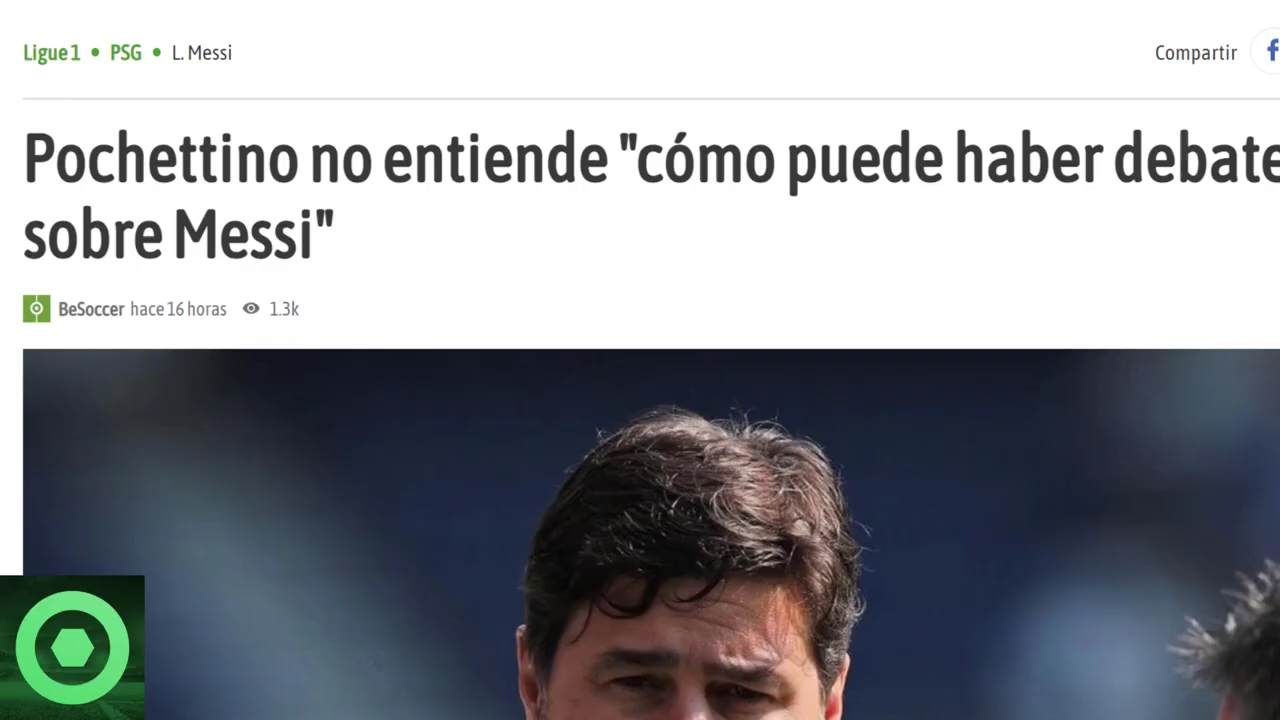 Ligue 1 • PSG • L. Messi
Compartir
Pochettino no entiende "cómo puede haber debate
sobre Messi"
BeSoccer hace 16 horas 1.3k